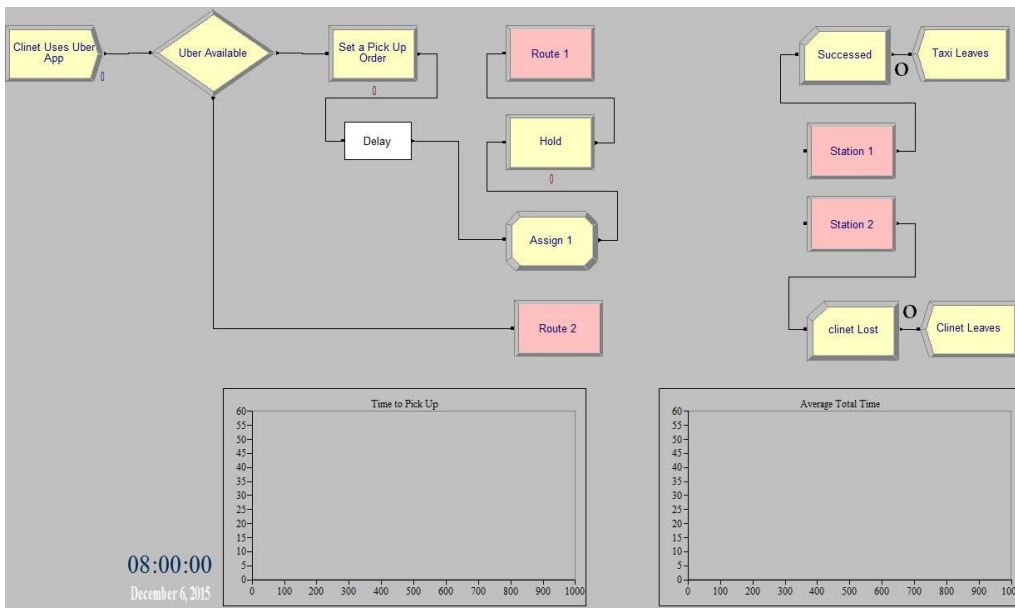 Clinet Uses Uber
App
0
Uber Available
Set a Pick Up
Order
0
Delay
Route 1
Hold
0
Assign 1
Route 2
Successed
0
Taxi Leaves
Station 1
Station 2
clinet Lost
0
Clinet Leaves
Time to Pick Up
60
55
50
45
40
35
30
25
20
15
10
5
0
0 100 200 300 400 500 600 700 800 900 1000
Average Total Time
60
55
50
45
40
35
30
25
20
15
10
5
0
0 100 200 300 400 500 600 700 800 900
08:00:00
December 6, 2015